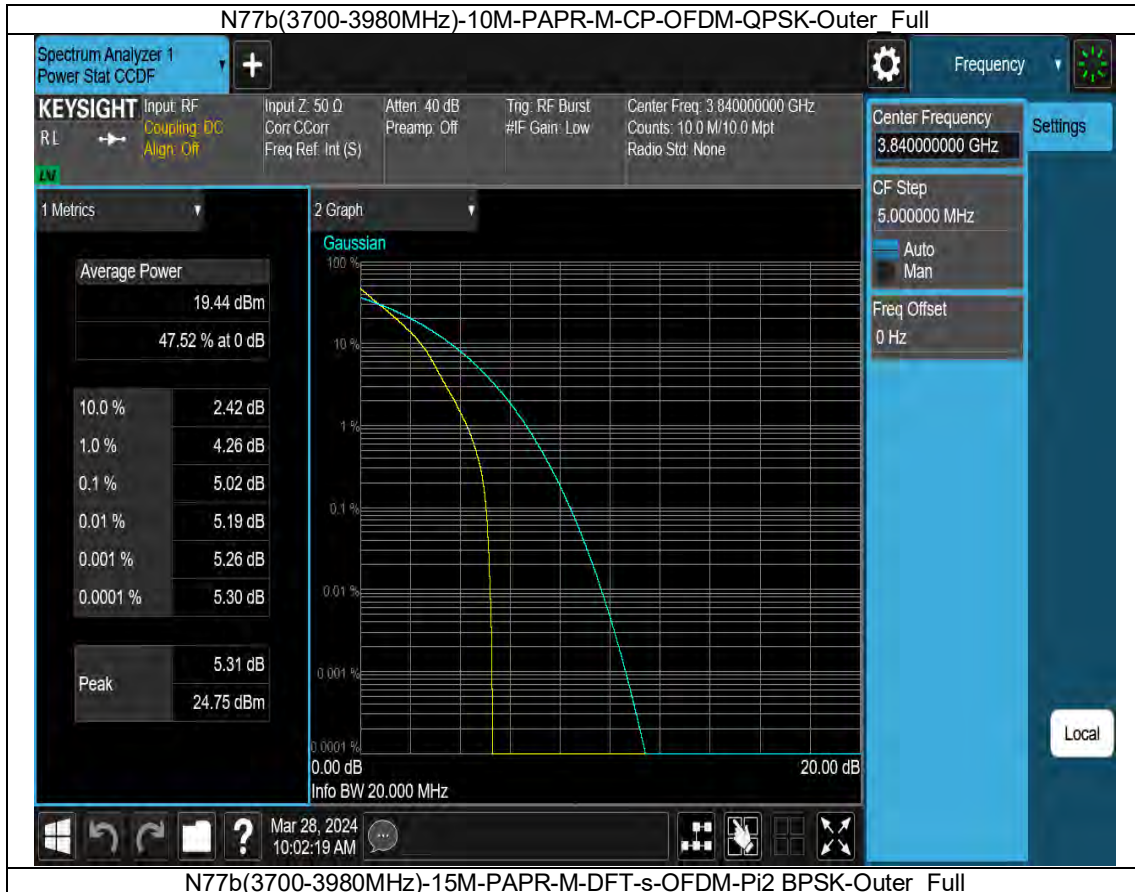 N77b(3700-3980MHz)-10M-PAPR-M-CP-OFDM-QPSK-Outer_Full
Spectrum Analyzer 1
Power Stat CCDF
+
Frequency
KEYSIGHT
RL
LNI
Input: RF
Coupling: DC
Align: Off
Input Z: 50 Ω
Corr CCorr
Freq Ref: Int (S)
Atten: 40 dB
Preamp: Off
Trig: RF Burst
#IF Gain: Low
Center Freq: 3.840000000 GHz
Counts: 10.0 M/10.0 Mpt
Radio Std: None
Center Frequency
3.840000000 GHz
Settings
CF Step
5.000000 MHz
Auto
Man
Freq Offset
0 Hz
Local
1 Metrics
Average Power
19.44 dBm
47.52 % at 0 dB
10.0 % 2.42 dB
1.0 % 4.26 dB
0.1 % 5.02 dB
0.01 % 5.19 dB
0.001 % 5.26 dB
0.0001 % 5.30 dB
Peak
5.31 dB
24.75 dBm
2 Graph
Gaussian
100 %
10 %
1 %
0.1 %
0.01 %
0.001 %
0.0001 %
0.00 dB 20.00 dB
Info BW 20.000 MHz
?
Mar 28, 2024
10:02:19 AM
N77b(3700-3980MHz)-15M-PAPR-M-DFT-s-OFDM-Pi2 BPSK-Outer_Full